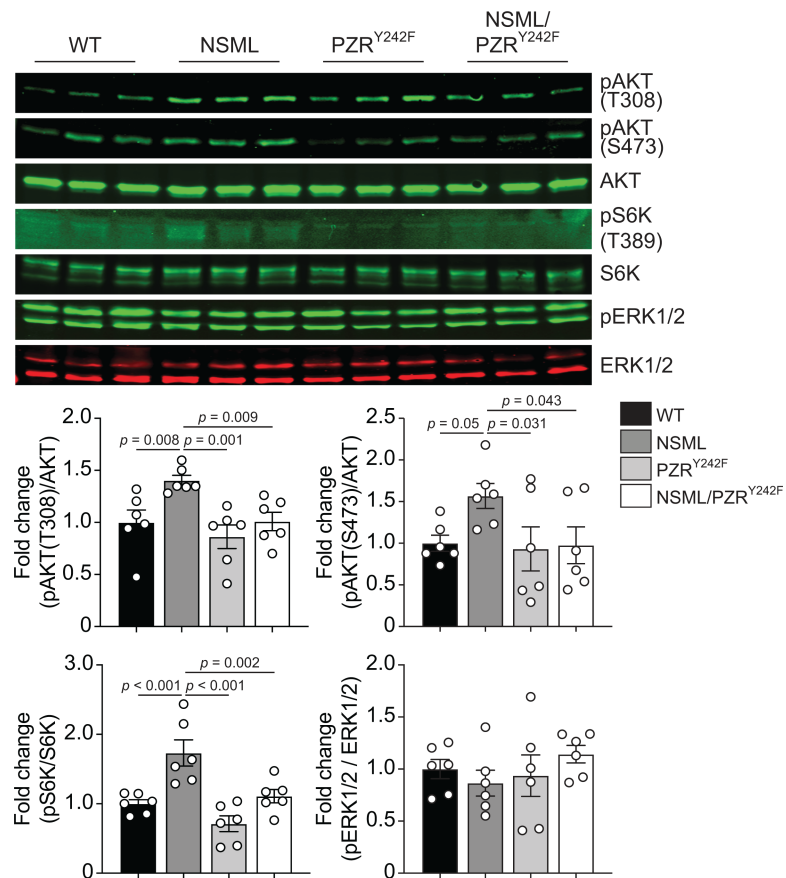 WT NSML PZR^Y242F NSML/
PZR^Y242F
pAKT
(T308)
pAKT
(S473)
AKT
pS6K
(T389)
S6K
pERK1/2
ERK1/2
Fold change
(pAKT(T308)/AKT)
2.0
1.5
1.0
0.5
0
p = 0.009
p = 0.008 p = 0.001
Fold change
(pAKT(S473)/AKT)
2.5
2.0
1.5
1.0
0.5
0
p = 0.043
p = 0.05 p = 0.031
WT
NSML
PZR^Y242F
NSML/PZR^Y242F
Fold change
(pS6K/S6K)
3.0
2.0
1.0
0
p = 0.002
p < 0.001 p < 0.001
Fold change
(pERK1/2 / ERK1/2)
2.0
1.5
1.0
0.5
0